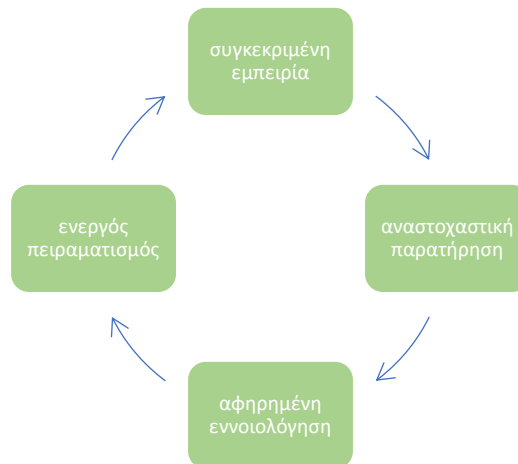 συγκεκριμένη
εμπειρία
ενεργός
πειραματισμός
αναστοχαστική
παρατήρηση
αφηρημένη
εννοιολόγηση